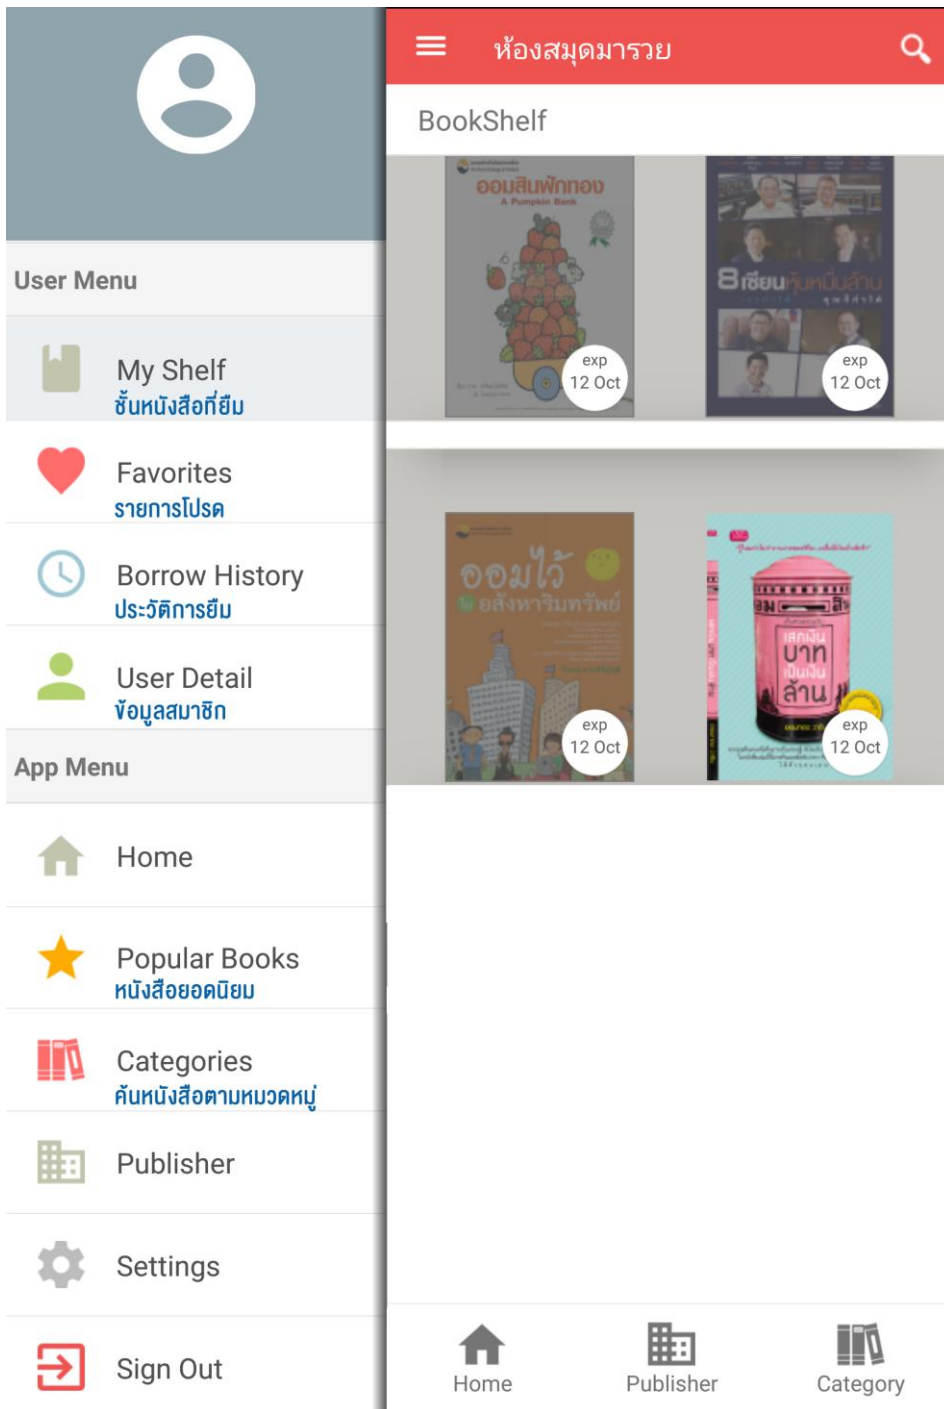 User Menu
My Shelf
ชั้นหนังสือที่ยืม
Favorites
รายการโปรด
Borrow History
ประวัติการยืม
User Detail
ข้อมูลสมาชิก
App Menu
Home
Popular Books
หนังสือยอดนิยม
Categories
ค้นหนังสือตามหมวดหมู่
Publisher
Settings
Sign Out
ห้องสมุดมารวย
BookShelf
ออมสินฟักทอง
A Pumpkin Bank
exp
12 Oct
8เซียนหุ้นหมื่นล้าน
คุณก็ทำได้
exp
12 Oct
ออมไว้
ใน อสังหาริมทรัพย์
exp
12 Oct
เสกเงิน
บาท
เป็นเงิน
ล้าน
exp
12 Oct
Home
Publisher
Category